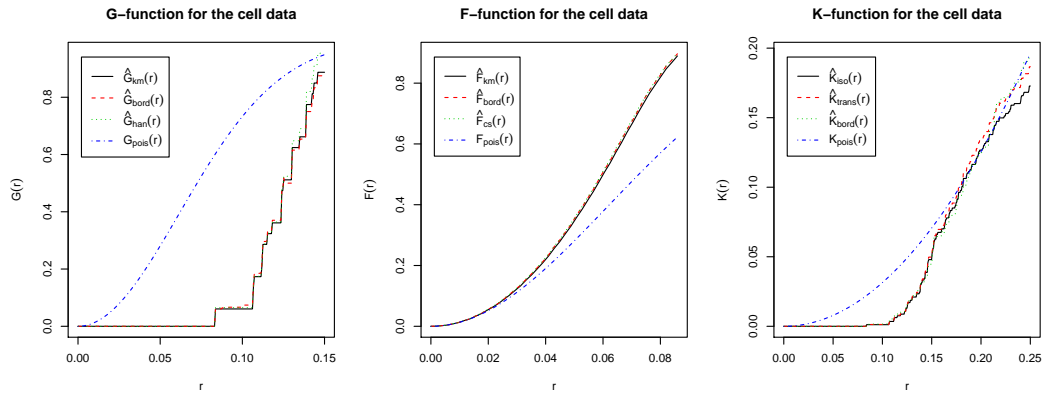 G−function for the cell data
G(r)
0.0 0.2 0.4 0.6 0.8
Ĝkm(r)
Ĝbord(r)
Ĝhan(r)
Gpois(r)
0.00 0.05 0.10 0.15
r
F−function for the cell data
F(r)
0.0 0.2 0.4 0.6 0.8
F̂km(r)
F̂bord(r)
F̂cs(r)
Fpois(r)
0.00 0.02 0.04 0.06 0.08
r
K−function for the cell data
K(r)
0.00 0.05 0.10 0.15 0.20
K̂iso(r)
K̂trans(r)
K̂bord(r)
Kpois(r)
0.00 0.05 0.10 0.15 0.20 0.25
r